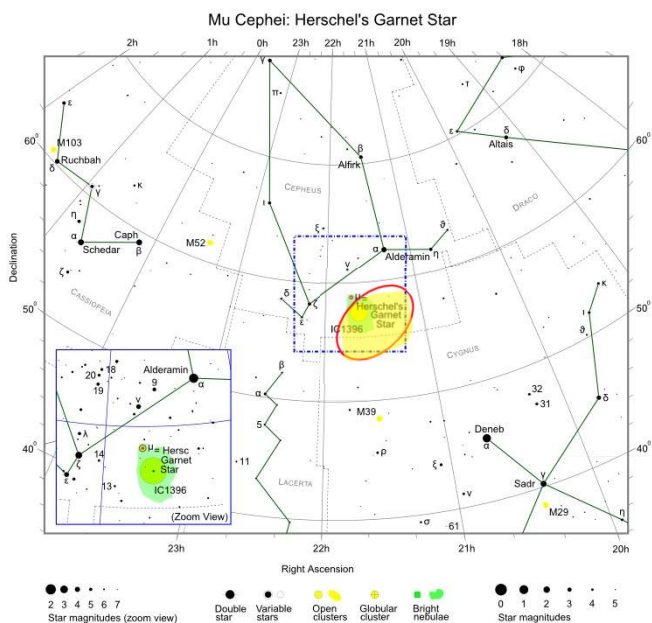 Mu Cephei: Herschel's Garnet Star
2h 1h 0h 23h 22h 21h 20h 19h 18h
γ
φ
π
τ
ε
ε
δ
60°
M103
β
Altais
60°
Ruchbah
Alfirk
δ
γ
κ
CEPHEUS
DRACO
ι
η
ξ
θ
α
Caph
M52
α
η
Schedar
β
Alderamin
ζ
ν
κ
50°
CASSIOPEIA
δ
ζ
μ =
ι
50°
ε
Herschel's
Garnet
Star
IC1396
θ
CYGNUS
Declination
β
Alderamin
α
18
20
19
9
α
32
31
δ
ν
M39
5
Deneb
α
λ
40°
ζ
14
μ = Hersc
Garnet
Star
ρ
40°
ε
11
ξ
γ
IC1396
Sadr
13
LACERTA
ν
M29
(Zoom View)
σ
61
η
23h 22h 21h 20h
Right Ascension
2 3 4 5 6 7
Star magnitudes (zoom view)
Double
star
Variable
stars
Open
clusters
Globular
cluster
Bright
nebulae
0 1 2 3 4 5
Star magnitudes